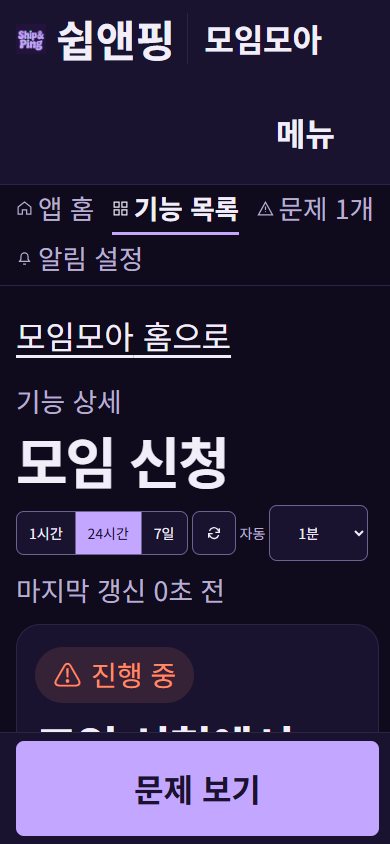 Ship&
Ping
쉽앤핑 모임모아
메뉴
앱 홈 기능 목록 문제 1개
알림 설정
모임모아 홈으로
기능 상세
모임 신청
1시간 24시간 7일 자동 1분
마지막 갱신 0초 전
진행 중
문제 보기